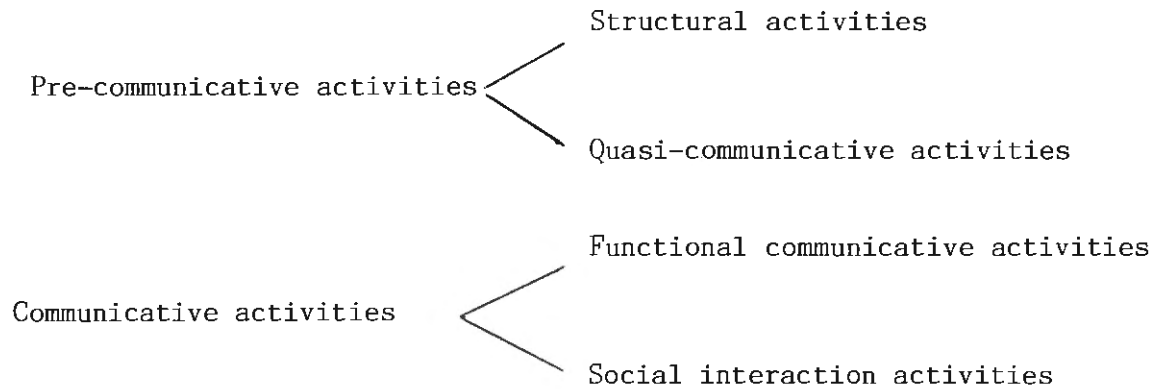 Structural activities
Pre-communicative activities
Quasi-communicative activities
Functional communicative activities
Communicative activities
Social interaction activities